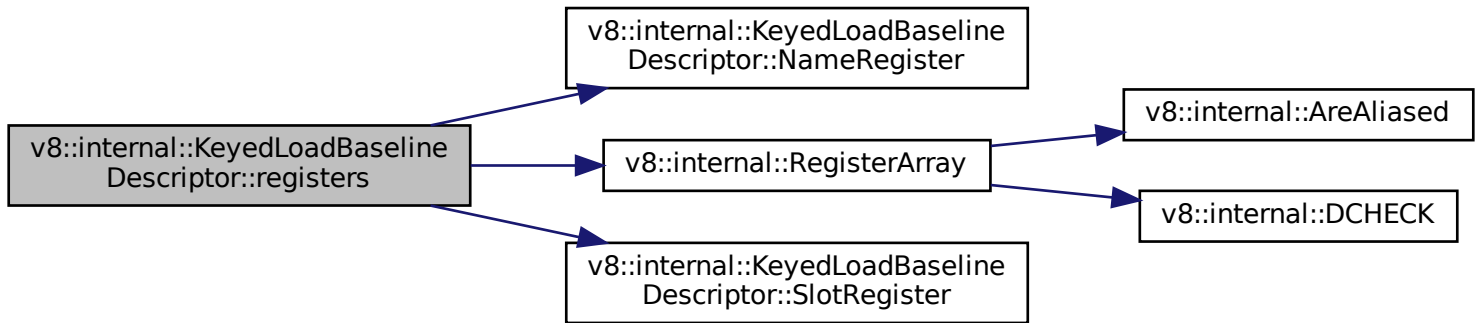 v8::internal::KeyedLoadBaseline
Descriptor::registers
v8::internal::KeyedLoadBaseline
Descriptor::NameRegister
v8::internal::RegisterArray
v8::internal::KeyedLoadBaseline
Descriptor::SlotRegister
v8::internal::AreAliased
v8::internal::DCHECK